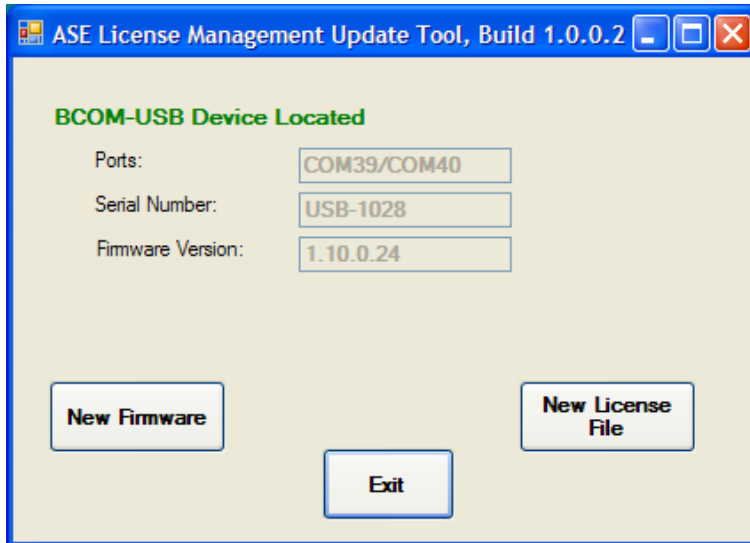 ASE License Management Update Tool, Build 1.0.0.2
BCOM-USB Device Located
Ports: COM39/COM40
Serial Number: USB-1028
Firmware Version: 1.10.0.24
New Firmware
New License
File
Exit